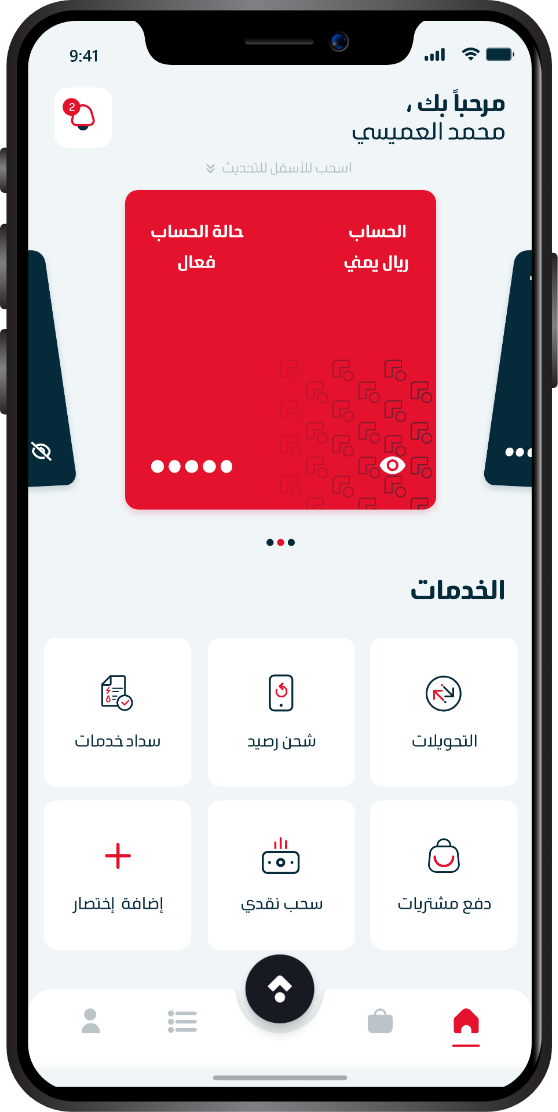 9:41
مرحباً بك ،
محمد العميسي
2
اسحب للأسفل للتحديث
الحساب
ريال يمني
حالة الحساب
فعال
الخدمات
التحويلات
شحن رصيد
سداد خدمات
دفع مشتريات
سحب نقدي
إضافة إختصار